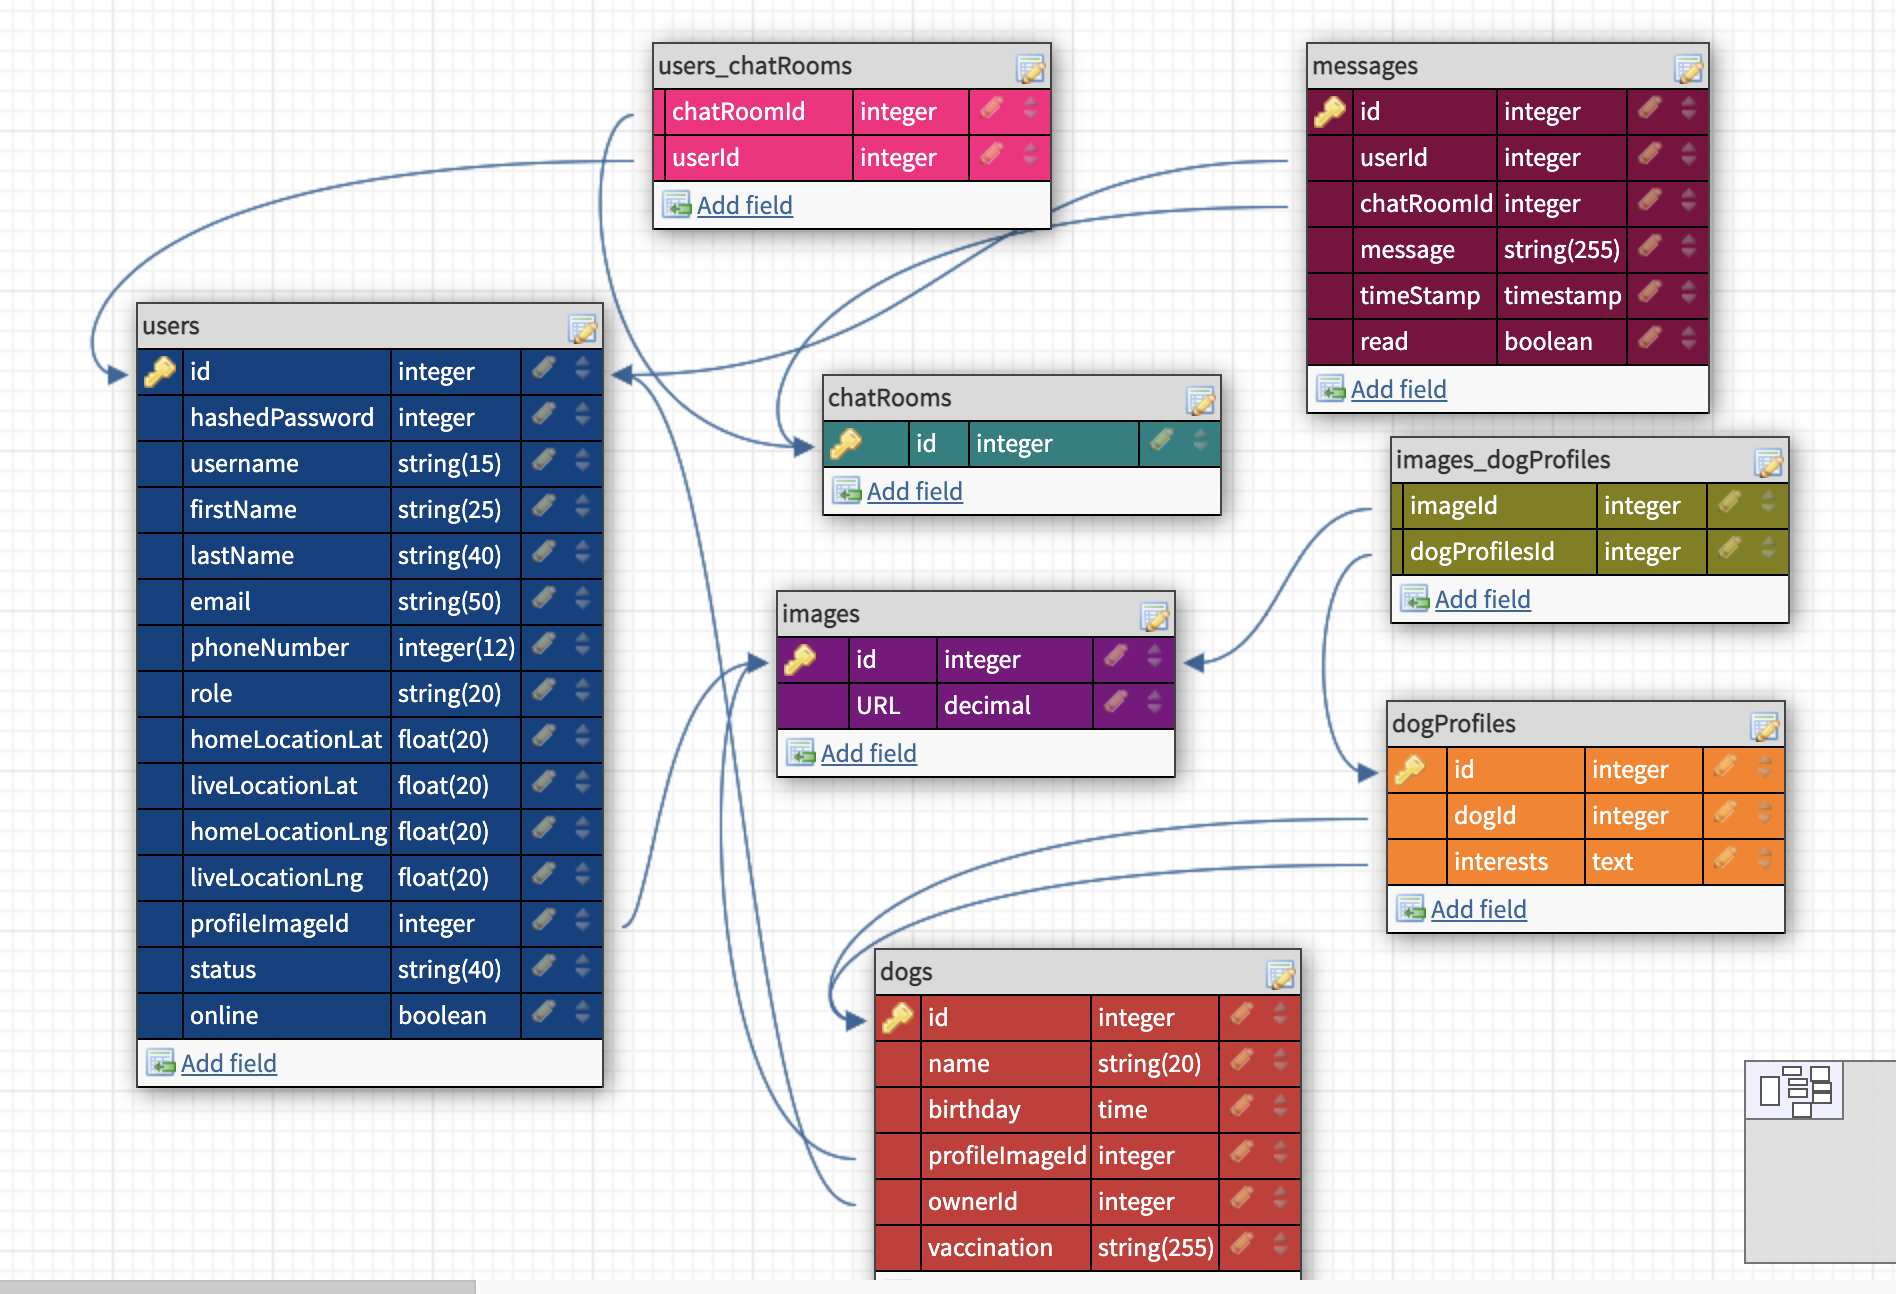 users_chatRooms
chatRoomId integer
userId integer
Add field
messages
id integer
userId integer
chatRoomId integer
message string(255)
timeStamp timestamp
read boolean
Add field
users
id integer
hashedPassword integer
username string(15)
firstName string(25)
lastName string(40)
email string(50)
phoneNumber integer(12)
role string(20)
homeLocationLat float(20)
liveLocationLat float(20)
homeLocationLng float(20)
liveLocationLng float(20)
profileImageId integer
status string(40)
online boolean
Add field
chatRooms
id integer
Add field
images_dogProfiles
imageId integer
dogProfilesId integer
Add field
images
id integer
URL decimal
Add field
dogProfiles
id integer
dogId integer
interests text
Add field
dogs
id integer
name string(20)
birthday time
profileImageId integer
ownerId integer
vaccination string(255)